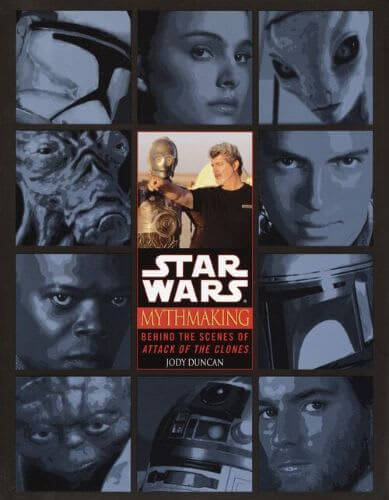 STAR
WARS
MYTHMAKING
BEHIND THE SCENES OF
ATTACK OF THE CLONES
JODY DUNCAN